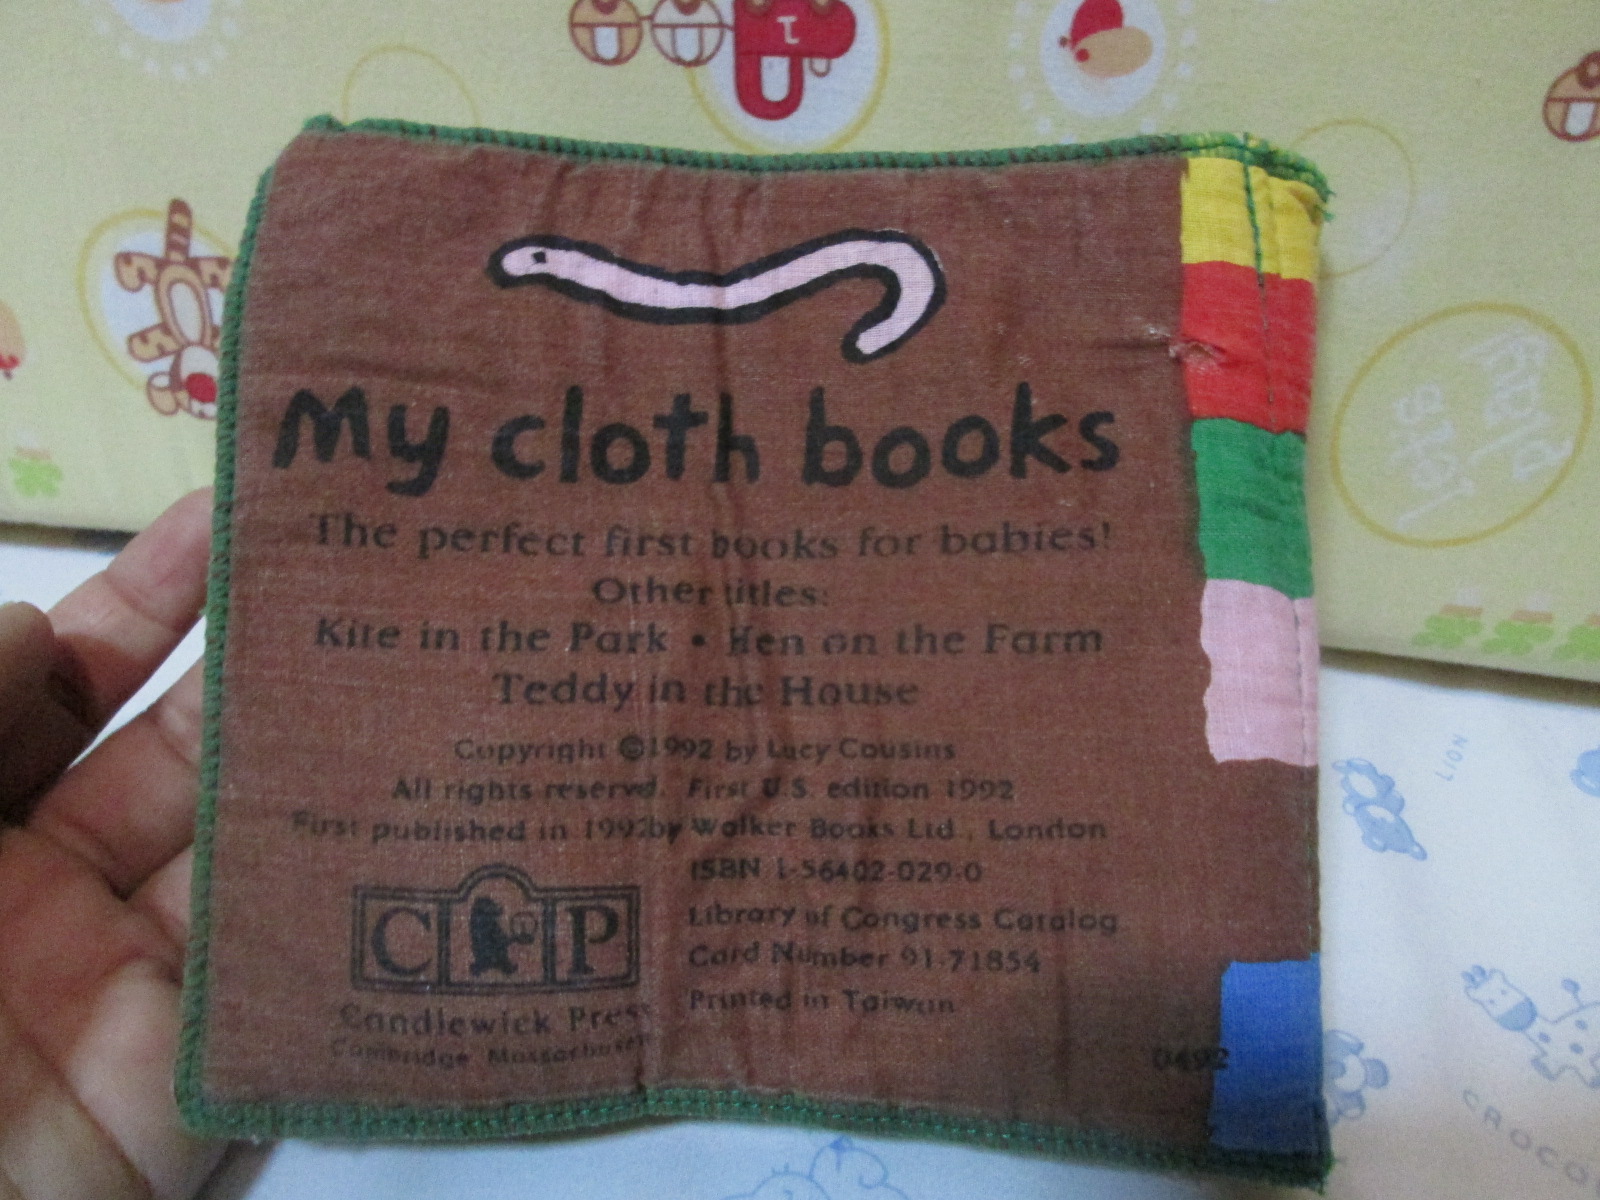 My cloth books
The perfect first books for babies!
Other titles:
Kite in the Park • Hen on the Farm
Teddy in the House
Copyright ©1992 by Lucy Cousins
All rights reserved. First U.S. edition 1992
First published in 1992by Walker Books Ltd., London
ISBN 1-56402-029-0
Library of Congress Catalog
Card Number 91-71854
Printed in Taiwan
C P
Candlewick Press
Cambridge Massachusetts
0492
LION
CROCO